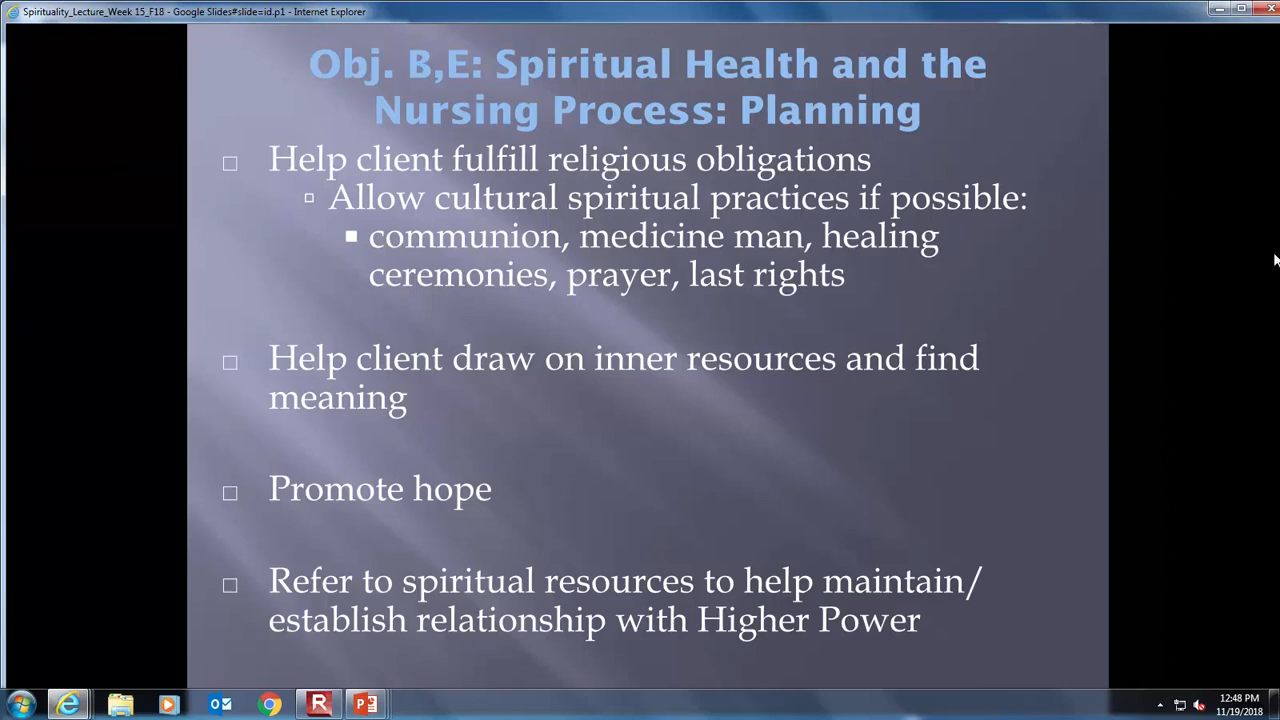 Spirituality_Lecture_Week 15_F18 - Google Slides#slide=id.p1 - Internet Explorer
Obj. B,E: Spiritual Health and the
Nursing Process: Planning
Help client fulfill religious obligations
Allow cultural spiritual practices if possible:
communion, medicine man, healing
ceremonies, prayer, last rights
Help client draw on inner resources and find
meaning
Promote hope
Refer to spiritual resources to help maintain/
establish relationship with Higher Power
12:48 PM
11/19/2018